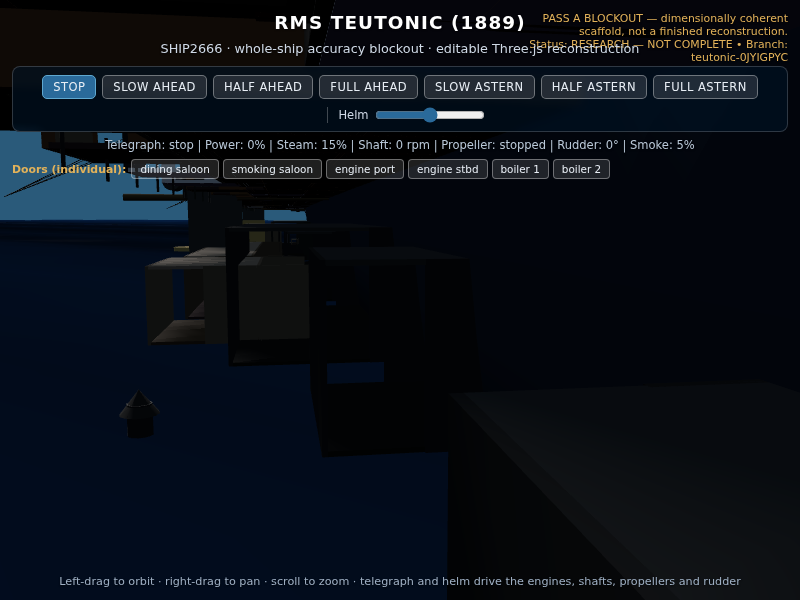 RMS TEUTONIC (1889)
SHIP2666 · whole-ship accuracy blockout · editable Three.js reconstruction
PASS A BLOCKOUT — dimensionally coherent
scaffold, not a finished reconstruction.
Status: RESEARCH — NOT COMPLETE • Branch:
teutonic-0JYIGPYC
STOP SLOW AHEAD HALF AHEAD FULL AHEAD SLOW ASTERN HALF ASTERN FULL ASTERN
Helm
Telegraph: stop | Power: 0% | Steam: 15% | Shaft: 0 rpm | Propeller: stopped | Rudder: 0° | Smoke: 5%
Doors (individual): dining saloon smoking saloon engine port engine stbd boiler 1 boiler 2
Left-drag to orbit · right-drag to pan · scroll to zoom · telegraph and helm drive the engines, shafts, propellers and rudder